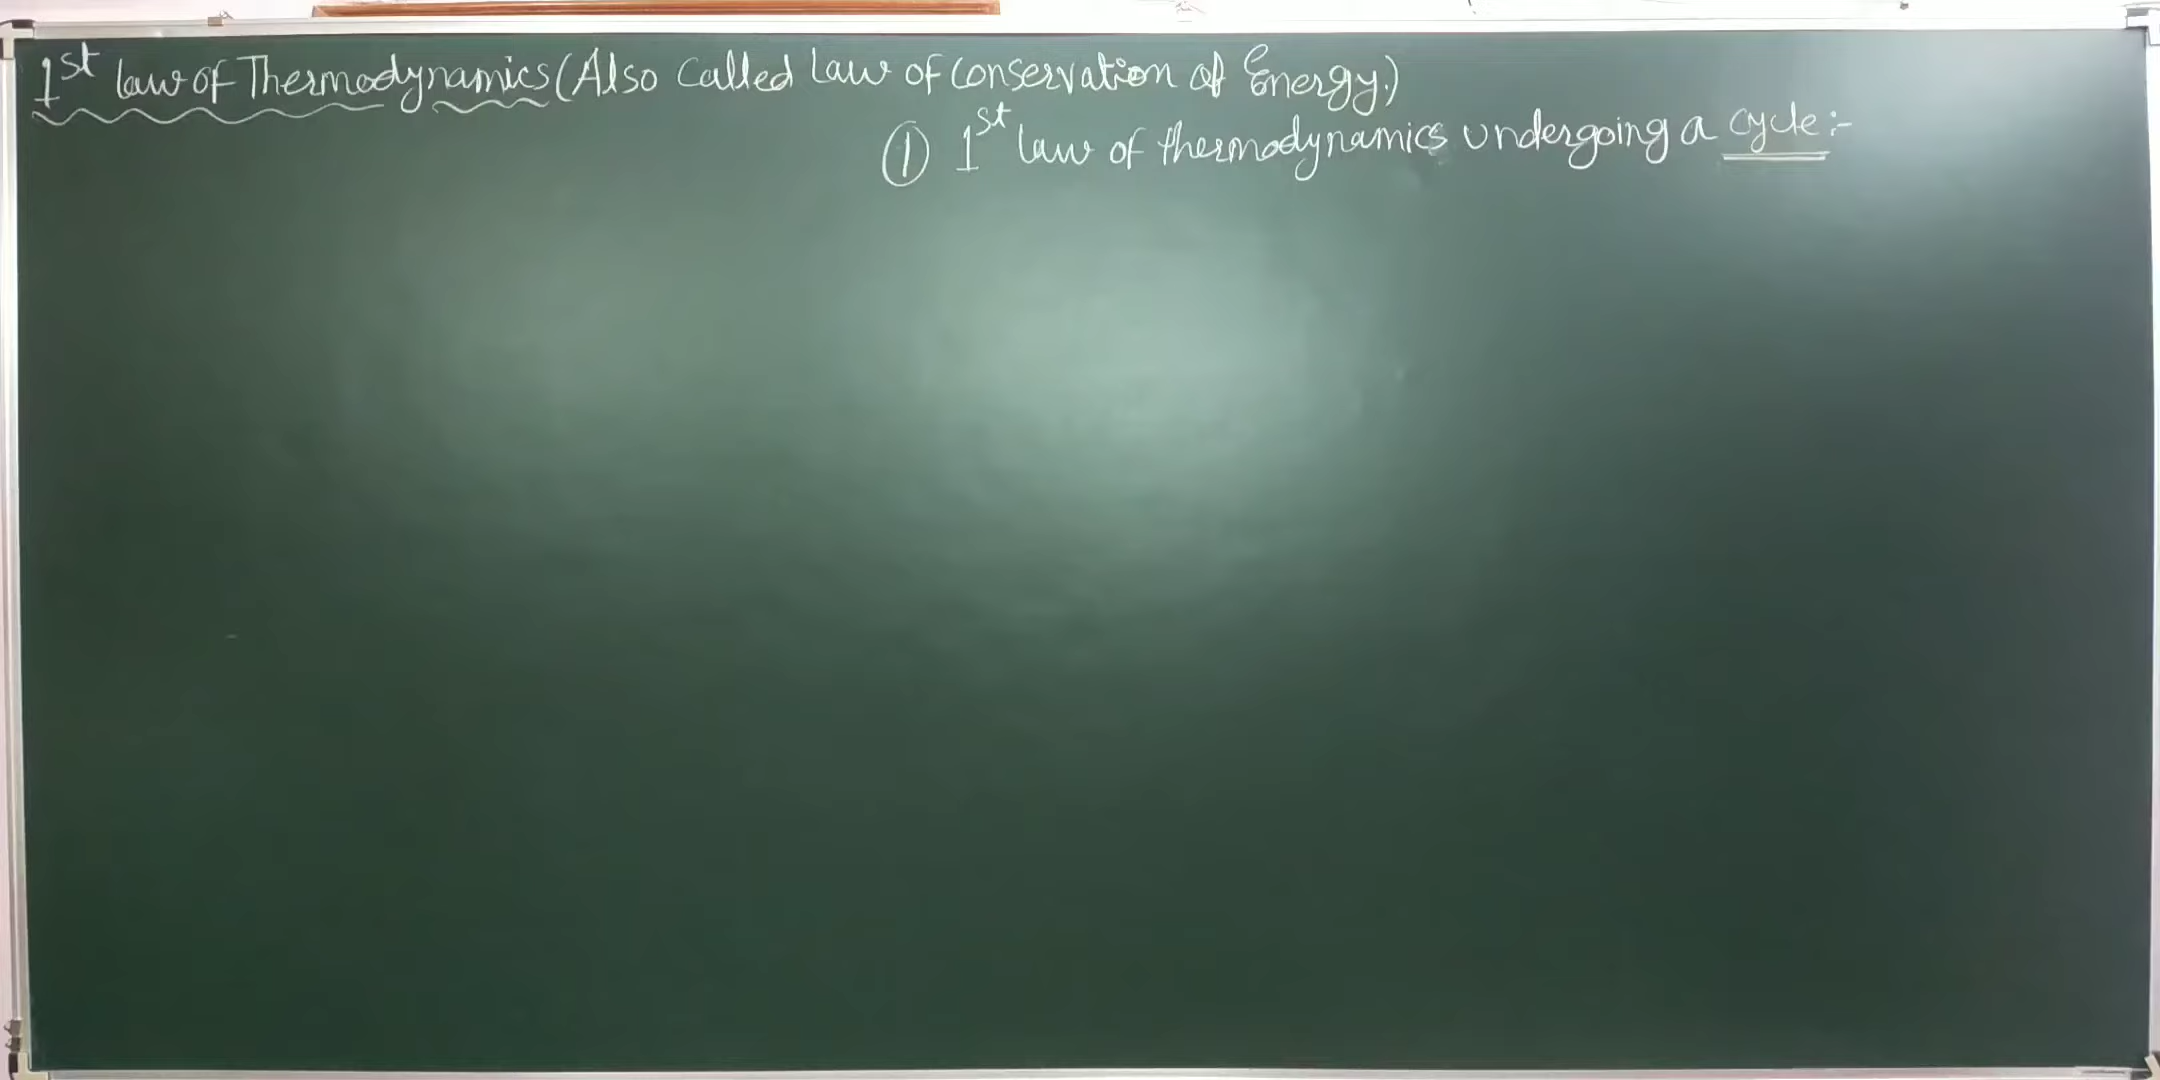 1st law of Thermodynamics (Also Called Law of Conservation of Energy.)
① 1st law of thermodynamics undergoing a cycle:-